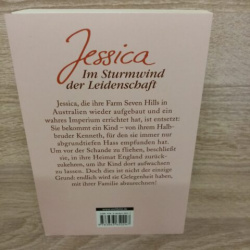 Jessica
Im Sturmwind
der Leidenschaft
Jessica, die ihre Farm Seven Hills in
Australien wieder aufgebaut und ein
wahres Imperium errichtet hat, ist entsetzt:
Sie bekommt ein Kind – von ihrem Halb-
bruder Kenneth, für den sie immer nur
abgrundtiefen Hass empfunden hat.
Um vor der Schande zu fliehen, beschließt
sie, in ihre Heimat England zurück-
zukehren, um ihr Kind dort aufwachsen
zu lassen. Doch dies ist nicht der einzige
Grund: endlich wird sie Gelegenheit haben,
mit ihrer Familie abzurechnen!